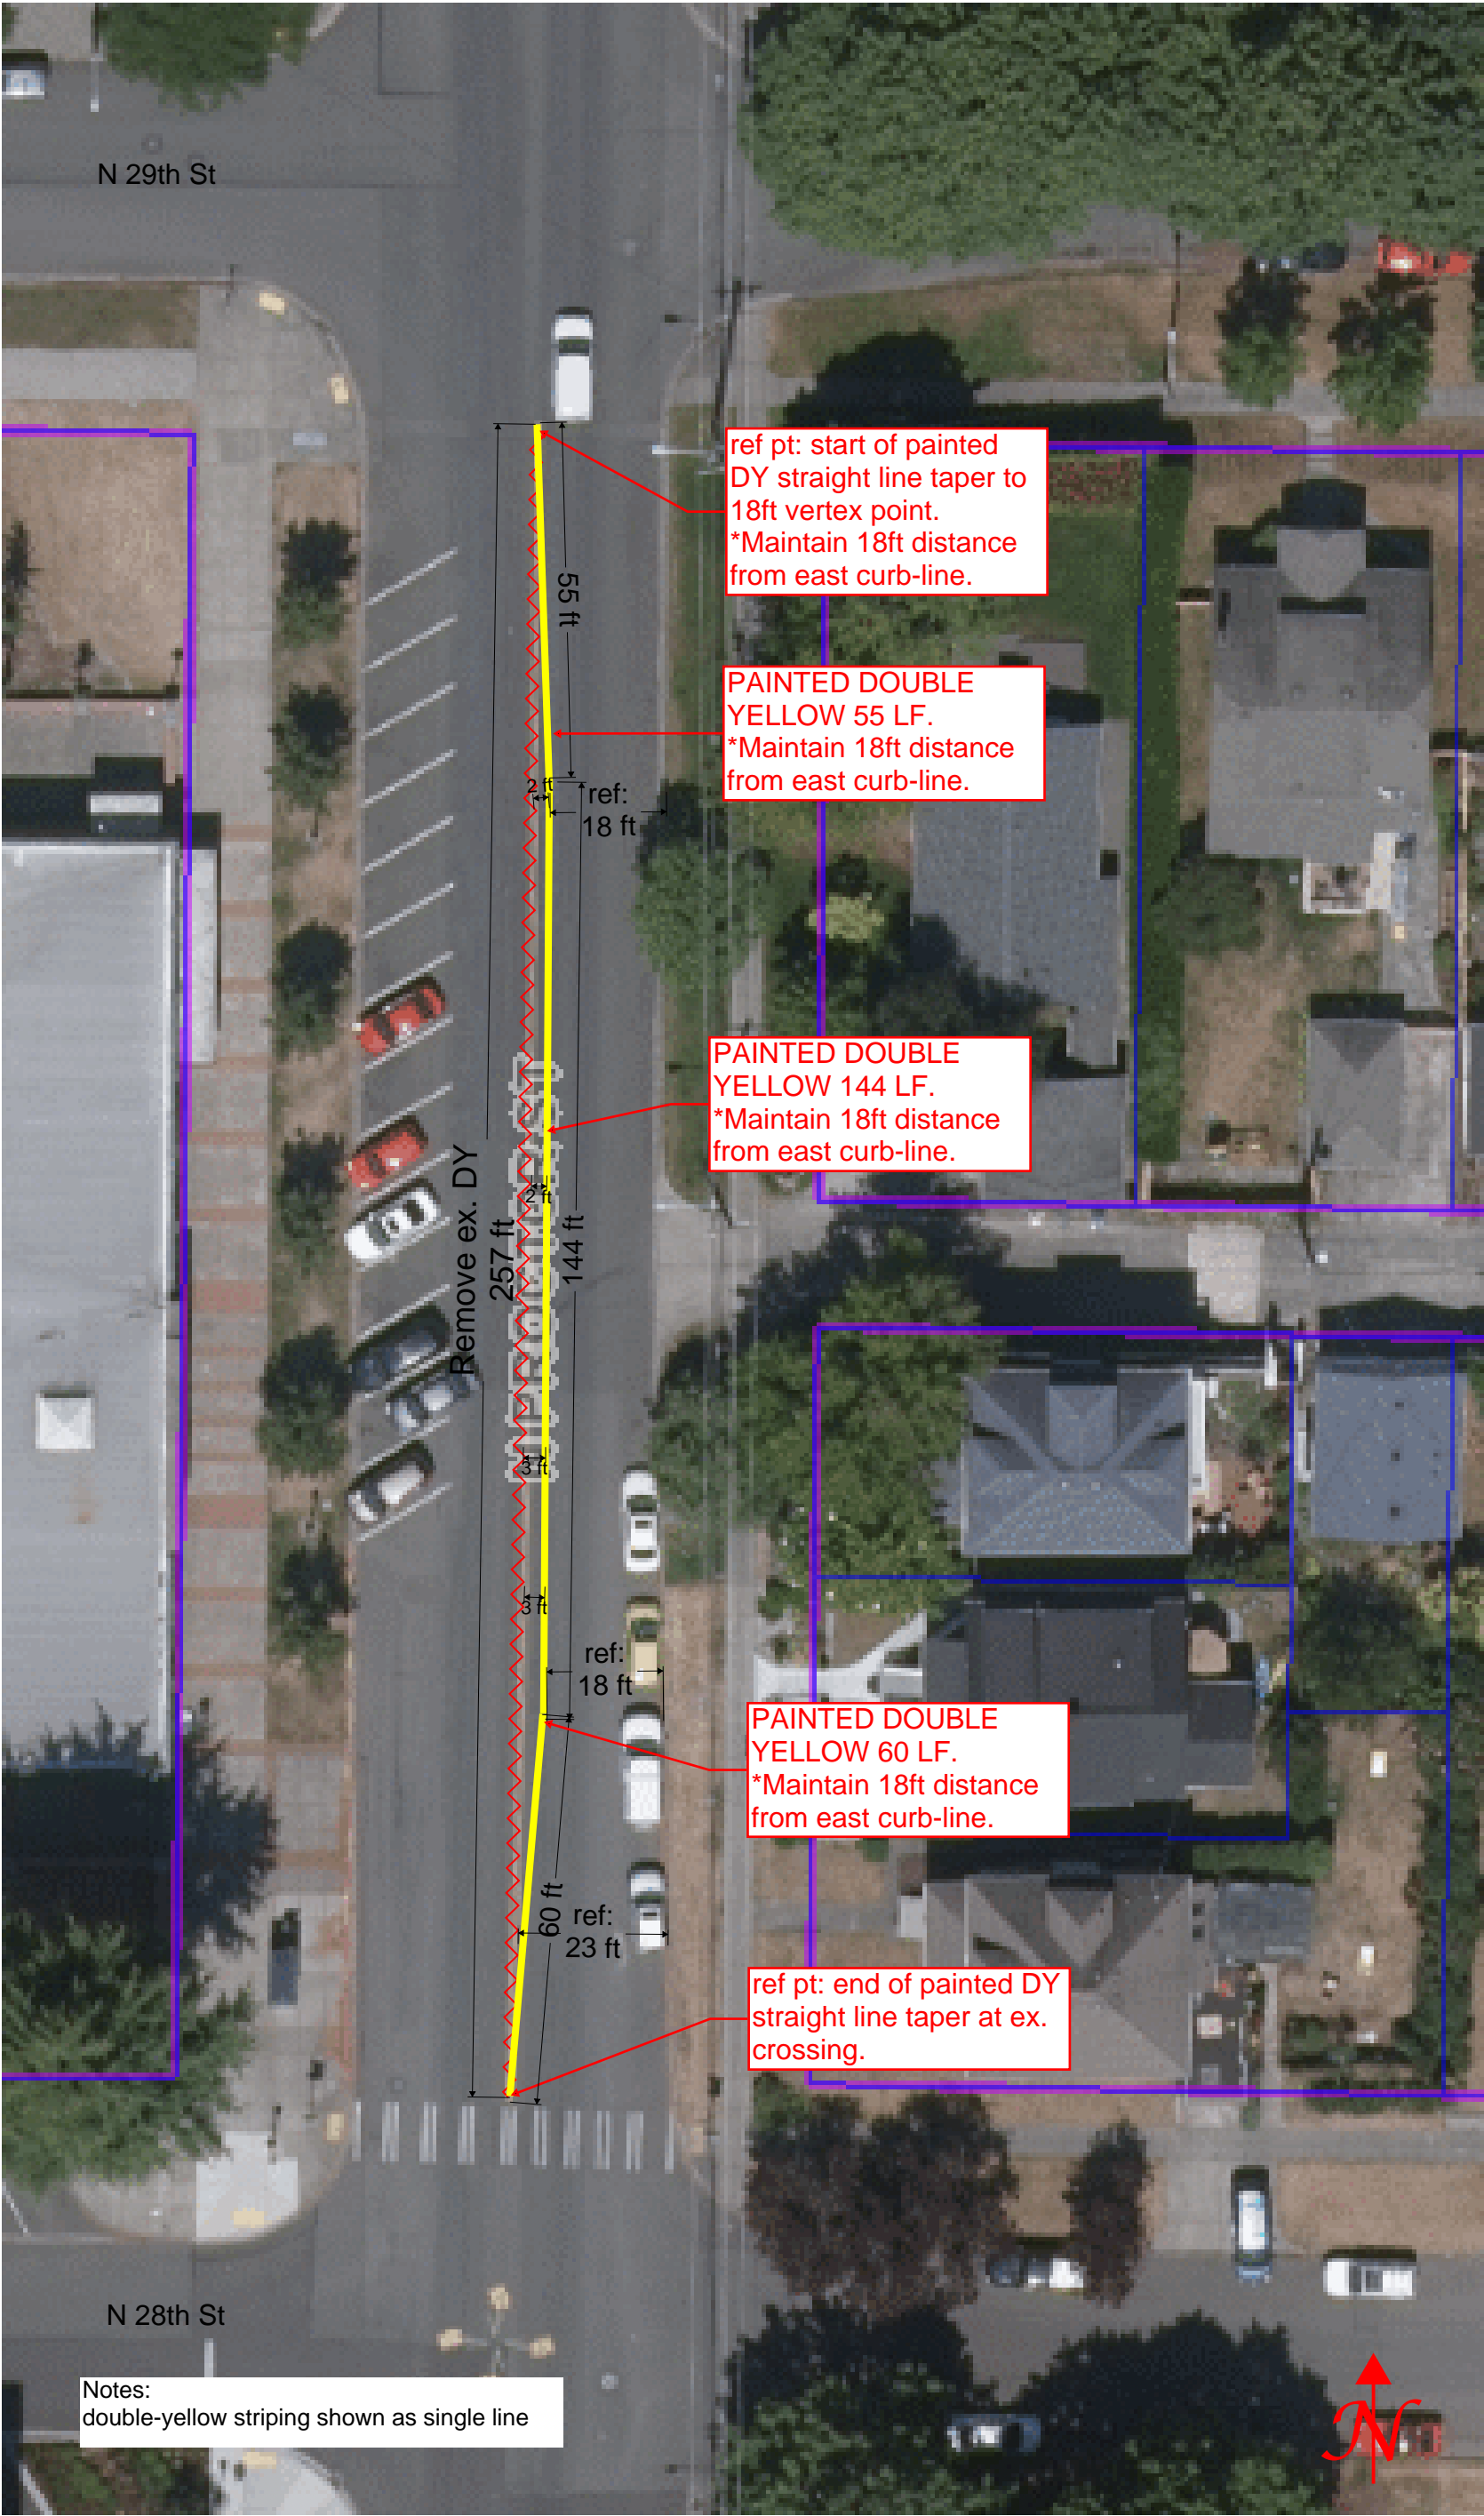 N 29th St
ref pt: start of painted
DY straight line taper to
18ft vertex point.
*Maintain 18ft distance
from east curb-line.
55 ft
PAINTED DOUBLE
YELLOW 55 LF.
*Maintain 18ft distance
from east curb-line.
2 ft
ref:
18 ft
PAINTED DOUBLE
YELLOW 144 LF.
*Maintain 18ft distance
from east curb-line.
2 ft
Remove ex. DY
257 ft
144 ft
3 ft
3 ft
ref:
18 ft
PAINTED DOUBLE
YELLOW 60 LF.
*Maintain 18ft distance
from east curb-line.
60 ft
ref:
23 ft
ref pt: end of painted DY
straight line taper at ex.
crossing.
N 28th St
Notes:
double-yellow striping shown as single line
N